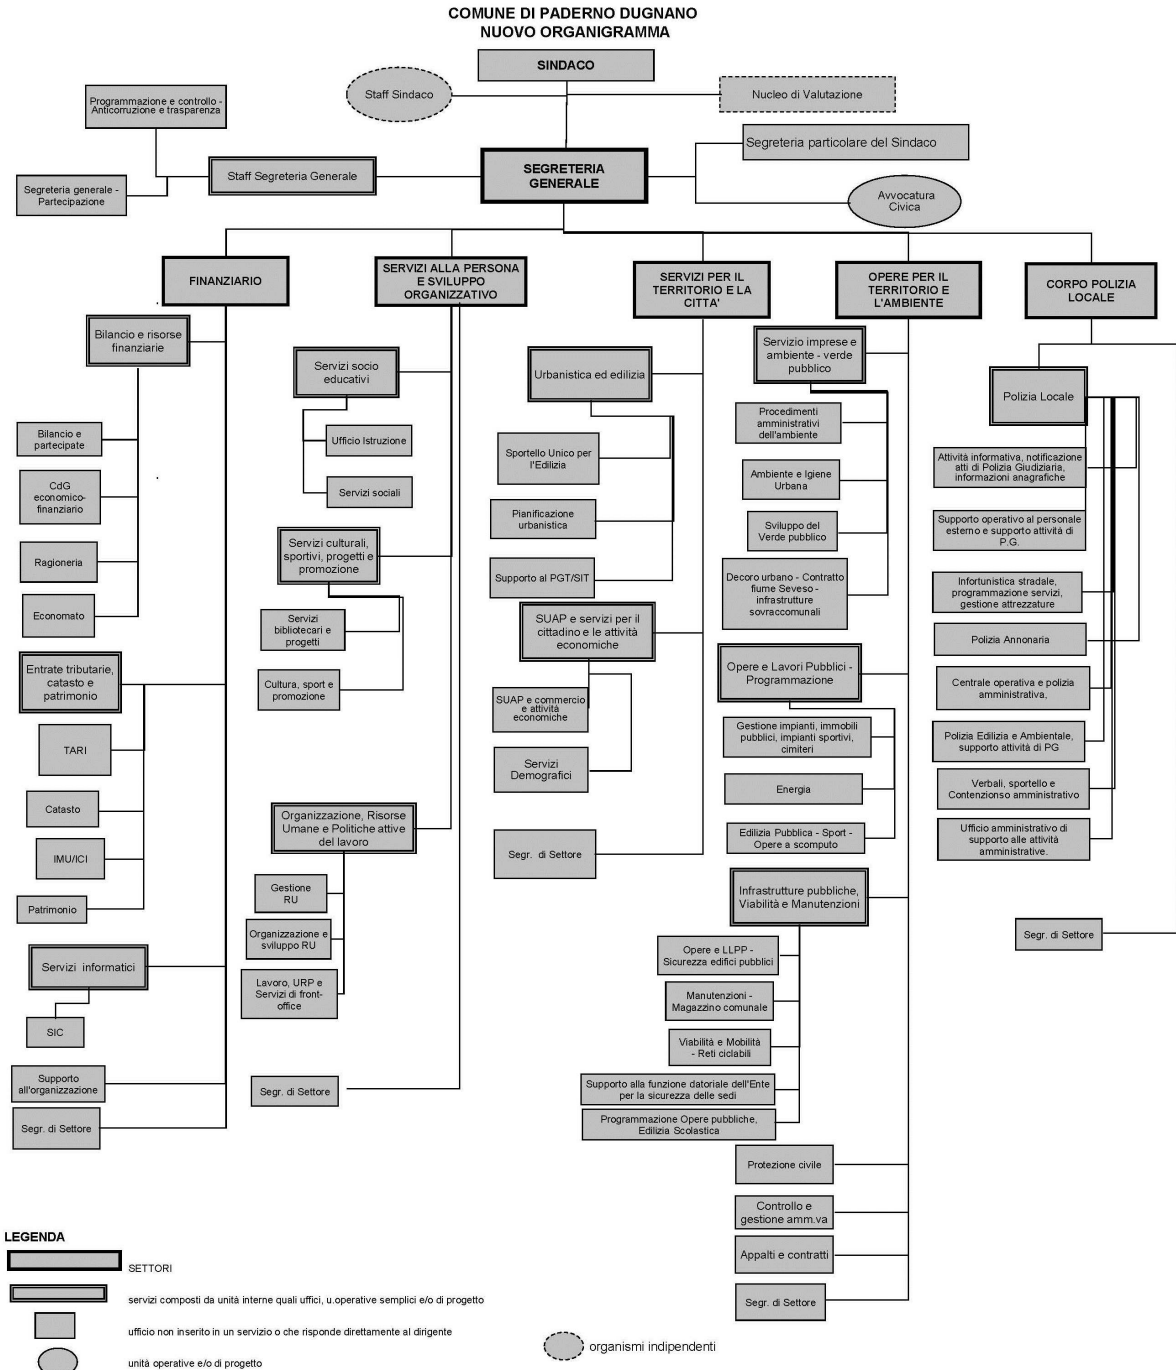 COMUNE DI PADERNO DUGNANO
NUOVO ORGANIGRAMMA
SINDACO
Staff Sindaco
Nucleo di Valutazione
Programmazione e controllo -
Anticorruzione e trasparenza
Segreteria particolare del Sindaco
SEGRETERIA
GENERALE
Staff Segreteria Generale
Segreteria generale -
Partecipazione
Avvocatura
Civica
FINANZIARIO
SERVIZI ALLA PERSONA
E SVILUPPO
ORGANIZZATIVO
SERVIZI PER IL
TERRITORIO E LA
CITTA'
OPERE PER IL
TERRITORIO E
L'AMBIENTE
CORPO POLIZIA
LOCALE
Bilancio e risorse
finanziarie
Bilancio e
partecipate
CdG
economico-
finanziario
Ragioneria
Economato
Entrate tributarie,
catasto e
patrimonio
TARI
Catasto
IMU/ICI
Patrimonio
Servizi informatici
SIC
Supporto
all'organizzazione
Segr. di Settore
Servizi socio
educativi
Ufficio Istruzione
Servizi sociali
Servizi culturali,
sportivi, progetti e
promozione
Servizi
bibliotecari e
progetti
Cultura, sport e
promozione
Organizzazione, Risorse
Umane e Politiche attive
del lavoro
Gestione
RU
Organizzazione e
sviluppo RU
Lavoro, URP e
Servizi di front-
office
Segr. di Settore
Urbanistica ed edilizia
Sportello Unico per
l'Edilizia
Pianificazione
urbanistica
Supporto al PGT/SIT
SUAP e servizi per il
cittadino e le attività
economiche
SUAP e commercio
e attività
economiche
Servizi
Demografici
Segr. di Settore
Servizio imprese e
ambiente - verde
pubblico
Procedimenti
amministrativi
dell'ambiente
Ambiente e Igiene
Urbana
Sviluppo del
Verde pubblico
Decoro urbano - Contratto
fiume Seveso -
infrastrutture
sovraccomunali
Opere e Lavori Pubblici -
Programmazione
Gestione impianti, immobili
pubblici, impianti sportivi,
cimiteri
Energia
Edilizia Pubblica - Sport -
Opere a scomputo
Infrastrutture pubbliche,
Viabilità e Manutenzioni
Opere e LLPP -
Sicurezza edifici pubblici
Manutenzioni -
Magazzino comunale
Viabilità e Mobilità
- Reti ciclabili
Supporto alla funzione datoriale dell'Ente
per la sicurezza delle sedi
Programmazione Opere pubbliche,
Edilizia Scolastica
Protezione civile
Controllo e
gestione amm.va
Appalti e contratti
Segr. di Settore
Polizia Locale
Attività informativa, notificazione
atti di Polizia Giudiziaria,
informazioni anagrafiche
Supporto operativo al personale
esterno e supporto attività di
P.G.
Infortunistica stradale,
programmazione servizi,
gestione attrezzature
Polizia Annonaria
Centrale operativa e polizia
amministrativa,
Polizia Edilizia e Ambientale,
supporto attività di PG
Verbali, sportello e
Contenzionso amministrativo
Ufficio amministrativo di
supporto alle attività
amministrative.
Segr. di Settore
LEGENDA
SETTORI
servizi composti da unità interne quali uffici, u.operative semplici e/o di progetto
ufficio non inserito in un servizio o che risponde direttamente al dirigente
unità operative e/o di progetto
organismi indipendenti